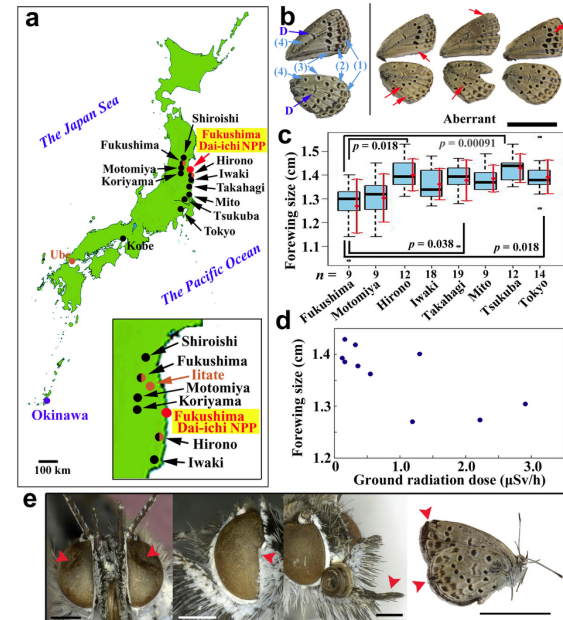 a
The Japan Sea
Shiroishi
Fukushima
Fukushima
Dai-ichi NPP
Motomiya
Koriyama
Hirono
Iwaki
Takahagi
Mito
Tsukuba
Tokyo
Kobe
Ube
The Pacific Ocean
Okinawa
100 km
Shiroishi
Fukushima
Iitate
Motomiya
Koriyama
Fukushima
Dai-ichi NPP
Hirono
Iwaki
b
D
(4)
(4)
(3)
(2)
(1)
D
Aberrant
c
Forewing size (cm)
1.5
1.4
1.3
1.2
1.1
p = 0.018
p = 0.00091
p = 0.038
p = 0.018
n = 9 9 12 18 19 9 12 14
Fukushima
Motomiya
Hirono
Iwaki
Takahagi
Mito
Tsukuba
Tokyo
d
Forewing size (cm)
1.4
1.3
1.2
0.0 1.0 2.0 3.0
Ground radiation dose (μSv/h)
e